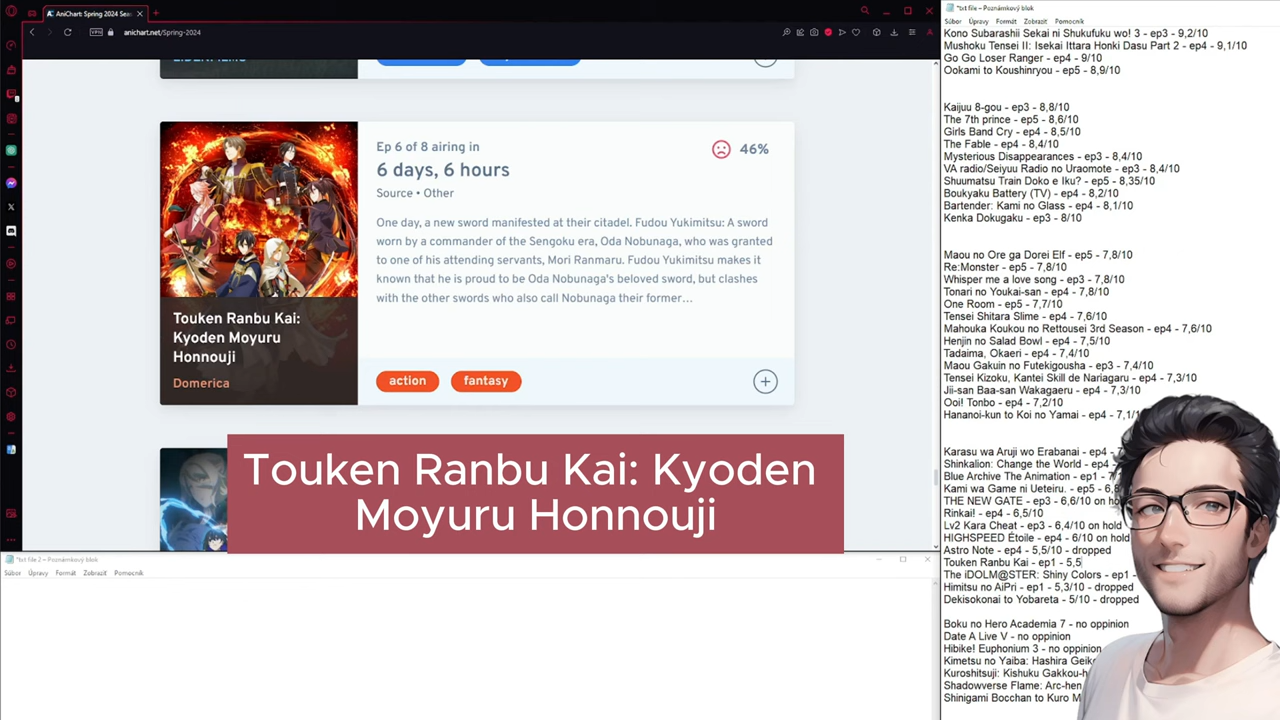 AniChart: Spring 2024 Sea
VPN
anichart.net/Spring-2024
LIDENFILMS
Ep 6 of 8 airing in
6 days, 6 hours
Source • Other
46%
One day, a new sword manifested at their citadel. Fudou Yukimitsu: A sword
worn by a commander of the Sengoku era, Oda Nobunaga, who was granted
to one of his attending servants, Mori Ranmaru. Fudou Yukimitsu makes it
known that he is proud to be Oda Nobunaga's beloved sword, but clashes
with the other swords who also call Nobunaga their former…
Touken Ranbu Kai:
Kyoden Moyuru
Honnouji
Domerica
action
fantasy
Touken Ranbu Kai: Kyoden
Moyuru Honnouji
*txt file 2 – Poznámkový blok
Súbor Úpravy Formát Zobraziť Pomocník
*txt file – Poznámkový blok
Súbor Úpravy Formát Zobraziť Pomocník
Kono Subarashii Sekai ni Shukufuku wo! 3 - ep3 - 9,2/10
Mushoku Tensei II: Isekai Ittara Honki Dasu Part 2 - ep4 - 9,1/10
Go Go Loser Ranger - ep4 - 9/10
Ookami to Koushinryou - ep5 - 8,9/10
Kaijuu 8-gou - ep3 - 8,8/10
The 7th prince - ep5 - 8,6/10
Girls Band Cry - ep4 - 8,5/10
The Fable - ep4 - 8,4/10
Mysterious Disappearances - ep3 - 8,4/10
VA radio/Seiyuu Radio no Uraomote - ep3 - 8,4/10
Shuumatsu Train Doko e Iku? - ep5 - 8,35/10
Boukyaku Battery (TV) - ep4 - 8,2/10
Bartender: Kami no Glass - ep4 - 8,1/10
Kenka Dokugaku - ep3 - 8/10
Maou no Ore ga Dorei Elf - ep5 - 7,8/10
Re:Monster - ep5 - 7,8/10
Whisper me a love song - ep3 - 7,8/10
Tonari no Youkai-san - ep4 - 7,8/10
One Room - ep5 - 7,7/10
Tensei Shitara Slime - ep4 - 7,6/10
Mahouka Koukou no Rettousei 3rd Season - ep4 - 7,6/10
Henjin no Salad Bowl - ep4 - 7,5/10
Tadaima, Okaeri - ep4 - 7,4/10
Maou Gakuin no Futekigousha - ep4 - 7,4/10
Tensei Kizoku, Kantei Skill de Nariagaru - ep4 - 7,3/10
Jii-san Baa-san Wakagaeru - ep4 - 7,3/10
Ooi! Tonbo - ep4 - 7,2/10
Hananoi-kun to Koi no Yamai - ep4 - 7,1/
Karasu wa Aruji wo Erabanai - ep4 -
Shinkalion: Change the World - ep4 -
Blue Archive The Animation - ep1 - 7
Kami wa Game ni Ueteiru. - ep5 - 6,8
THE NEW GATE - ep3 - 6,6/10 on ho
Rinkai! - ep4 - 6,5/10
Lv2 Kara Cheat - ep3 - 6,4/10 on hold
HIGHSPEED Étoile - ep4 - 6/10 on hold
Astro Note - ep4 - 5,5/10 - dropped
Touken Ranbu Kai - ep1 - 5,5
The iDOLM@STER: Shiny Colors - ep1 -
Himitsu no AiPri - ep1 - 5,3/10 - dropped
Dekisokonai to Yobareta - 5/10 - dropped
Boku no Hero Academia 7 - no oppinion
Date A Live V - no oppinion
Hibike! Euphonium 3 - no oppinion
Kimetsu no Yaiba: Hashira Geiko
Kuroshitsuji: Kishuku Gakkou-h
Shadowverse Flame: Arc-hen
Shinigami Bocchan to Kuro M